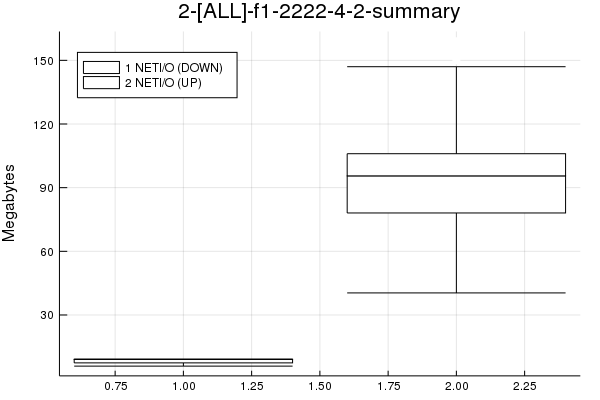 2-[ALL]-f1-2222-4-2-summary
1 NETI/O (DOWN)
2 NETI/O (UP)
Megabytes
150
120
90
60
30
0.75 1.00 1.25 1.50 1.75 2.00 2.25